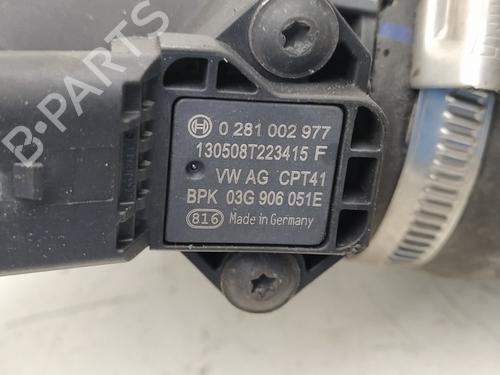 0 281 002 977
130508T223415 F
VW AG CPT41
BPK 03G 906 051E
816 Made in Germany
B-PARTS